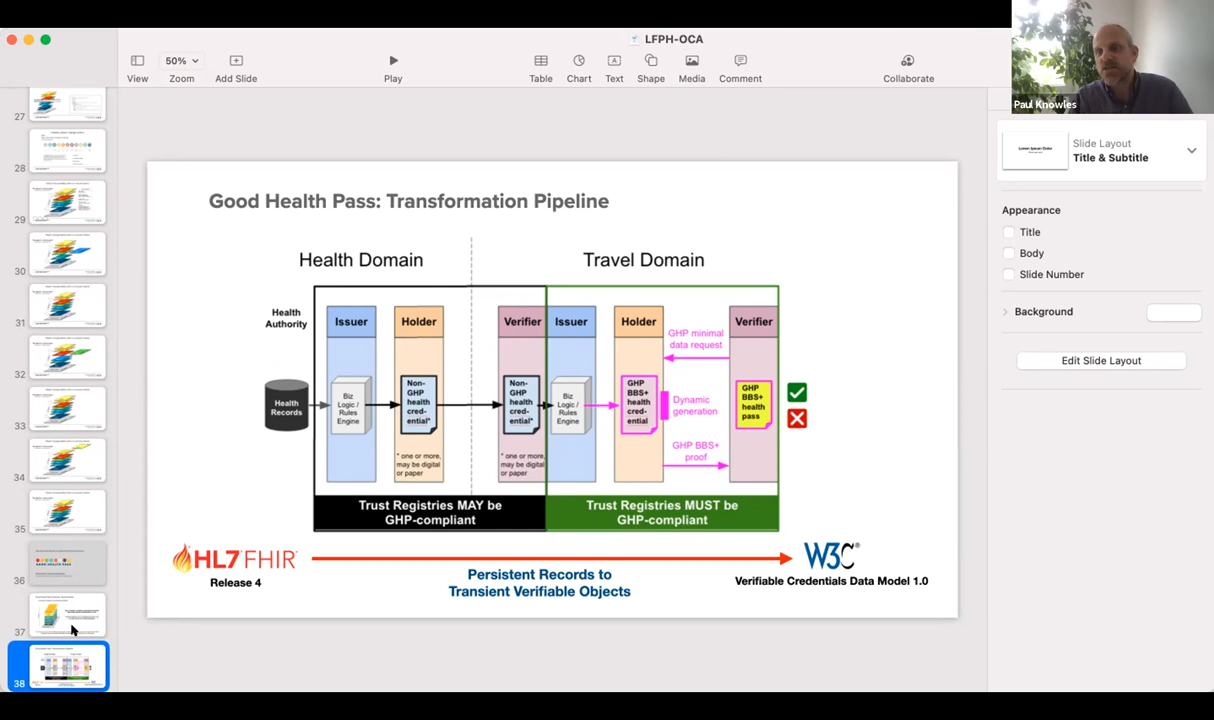 LFPH-OCA
50%
View
Zoom
Add Slide
Play
Table
Chart
Text
Shape
Media
Comment
Collaborate
Paul Knowles
Slide Layout
Title & Subtitle
Appearance
Title
Body
Slide Number
Background
Edit Slide Layout
27
28
29
30
31
32
33
34
35
36
37
38
Good Health Pass: Transformation Pipeline
Health Domain
Travel Domain
Health
Authority
Issuer
Holder
Verifier
Issuer
Holder
Verifier
GHP minimal
data request
Health
Records
Biz
Logic /
Rules
Engine
Non-
GHP
health
cred-
ential*
Non-
GHP
health
cred-
ential*
Biz
Logic /
Rules
Engine
GHP
BBS+
health
cred-
ential
Dynamic
generation
GHP
BBS+
health
pass
GHP BBS+
proof
* one or more,
may be digital
or paper
* one or more,
may be digital
or paper
Trust Registries MAY be
GHP-compliant
Trust Registries MUST be
GHP-compliant
HL7 FHIR
Release 4
Persistent Records to
Transient Verifiable Objects
W3C
Verifiable Credentials Data Model 1.0